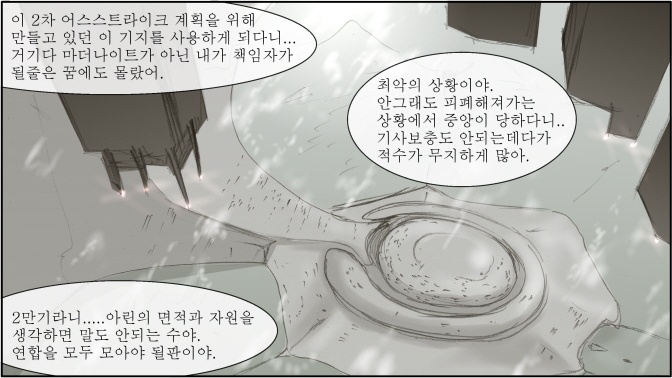 이 2차 어스스트라이크 계획을 위해
만들고 있던 이 기지를 사용하게 되다니...
거기다 마더나이트가 아닌 내가 책임자가
될줄은 꿈에도 몰랐어.
최악의 상황이야.
안그래도 피폐해져가는
상황에서 중앙이 당하다니..
기사보충도 안되는데다가
적수가 무지하게 많아.
2만기라니.....아린의 면적과 자원을
생각하면 말도 안되는 수야.
연합을 모두 모아야 될판이야.